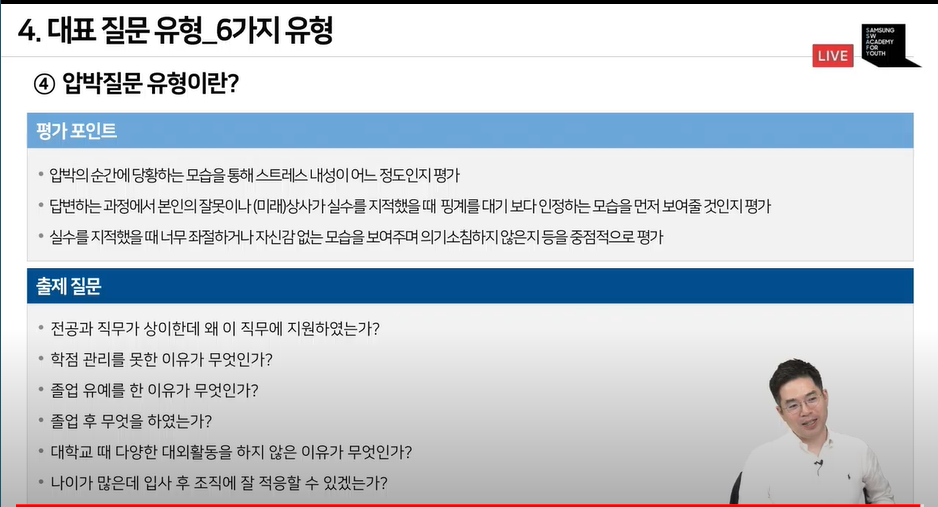 4. 대표 질문 유형_6가지 유형
LIVE
SAMSUNG
SW
ACADEMY
FOR
YOUTH
④ 압박질문 유형이란?
평가 포인트
• 압박의 순간에 당황하는 모습을 통해 스트레스 내성이 어느 정도인지 평가
• 답변하는 과정에서 본인의 잘못이나 (미래)상사가 실수를 지적했을 때 핑계를 대기 보다 인정하는 모습을 먼저 보여줄 것인지 평가
• 실수를 지적했을 때 너무 좌절하거나 자신감 없는 모습을 보여주며 의기소침하지 않은지 등을 중점적으로 평가
출제 질문
• 전공과 직무가 상이한데 왜 이 직무에 지원하였는가?
• 학점 관리를 못한 이유가 무엇인가?
• 졸업 유예를 한 이유가 무엇인가?
• 졸업 후 무엇을 하였는가?
• 대학교 때 다양한 대외활동을 하지 않은 이유가 무엇인가?
• 나이가 많은데 입사 후 조직에 잘 적응할 수 있겠는가?